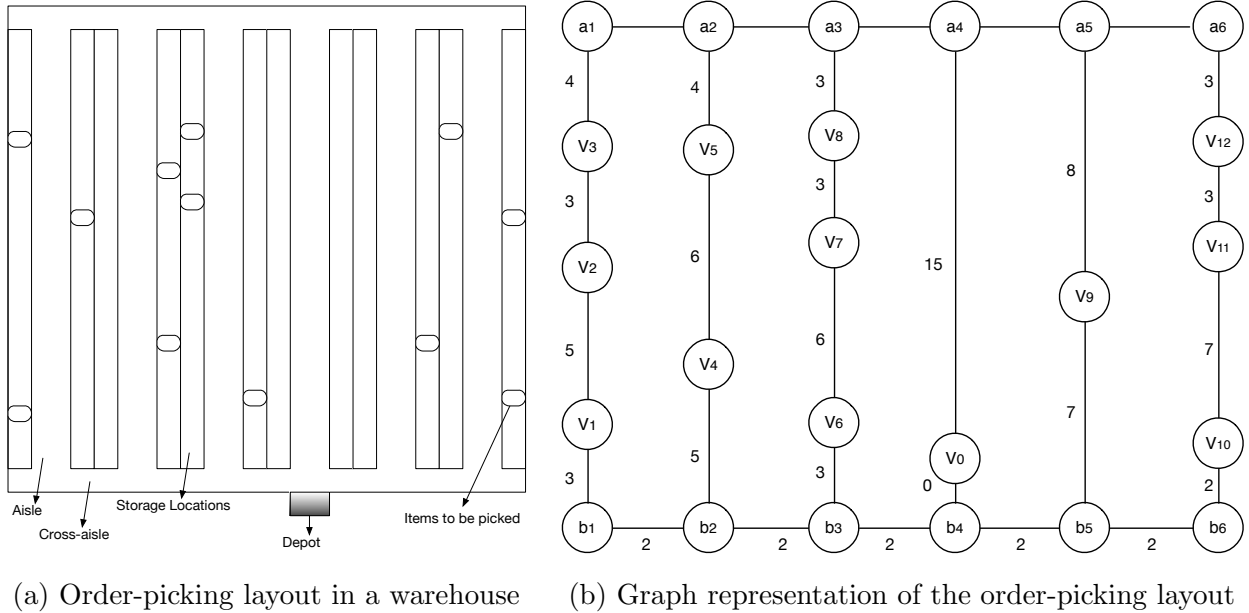 Aisle
Cross-aisle
Storage Locations
Depot
Items to be picked
(a) Order-picking layout in a warehouse
a1 a2 a3 a4 a5 a6
4 4 3 3
V3 V5 V8 V12
8
3 3 3
V7 V11
6
V2 15
V9
6 7
5
V4
7
V1 V6 V10
V0
5
3 3 0 2
b1 b2 b3 b4 b5 b6
2 2 2 2 2
(b) Graph representation of the order-picking layout